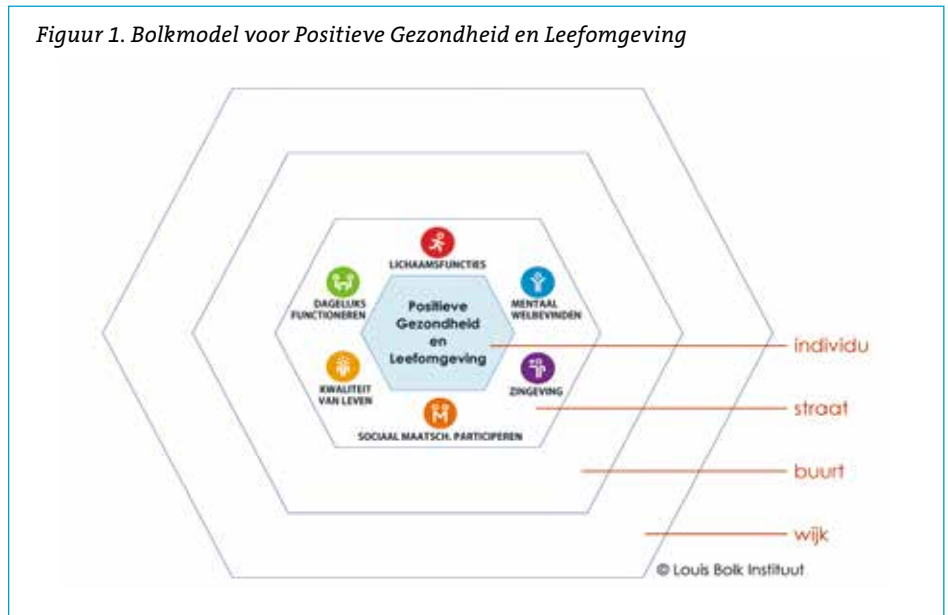 Figuur 1. Bolkmodel voor Positieve Gezondheid en Leefomgeving
LICHAAMSFUNCTIES
DAGELIJKS
FUNCTIONEREN
MENTAAL
WELBEVINDEN
Positieve
Gezondheid
en
Leefomgeving
KWALITEIT
VAN LEVEN
ZINGEVING
SOCIAAL MAATSCH. PARTICIPEREN
individu
straat
buurt
wijk
© Louis Bolk Instituut